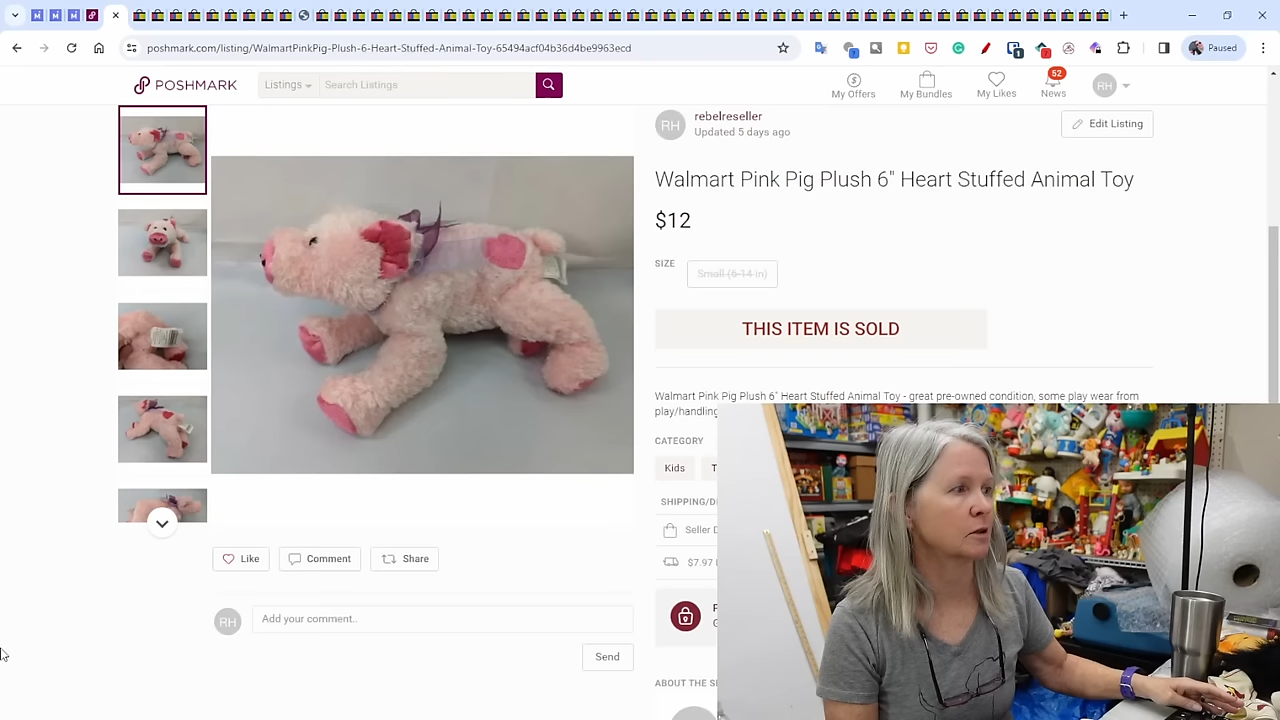 poshmark.com/listing/WalmartPinkPig-Plush-6-Heart-Stuffed-Animal-Toy-65494acf04b36d4be9963ecd
Paused
POSHMARK
Listings
Search Listings
My Offers
My Bundles
My Likes
52
News
RH
RH
rebelreseller
Updated 5 days ago
Edit Listing
Walmart Pink Pig Plush 6" Heart Stuffed Animal Toy
$12
SIZE
Small (6-14 in)
THIS ITEM IS SOLD
Walmart Pink Pig Plush 6" Heart Stuffed Animal Toy - great pre-owned condition, some play wear from
play/handling
CATEGORY
Kids
T
SHIPPING/DI
Seller D
$7.97
Like
Comment
Share
RH
Add your comment..
Send
ABOUT THE SE